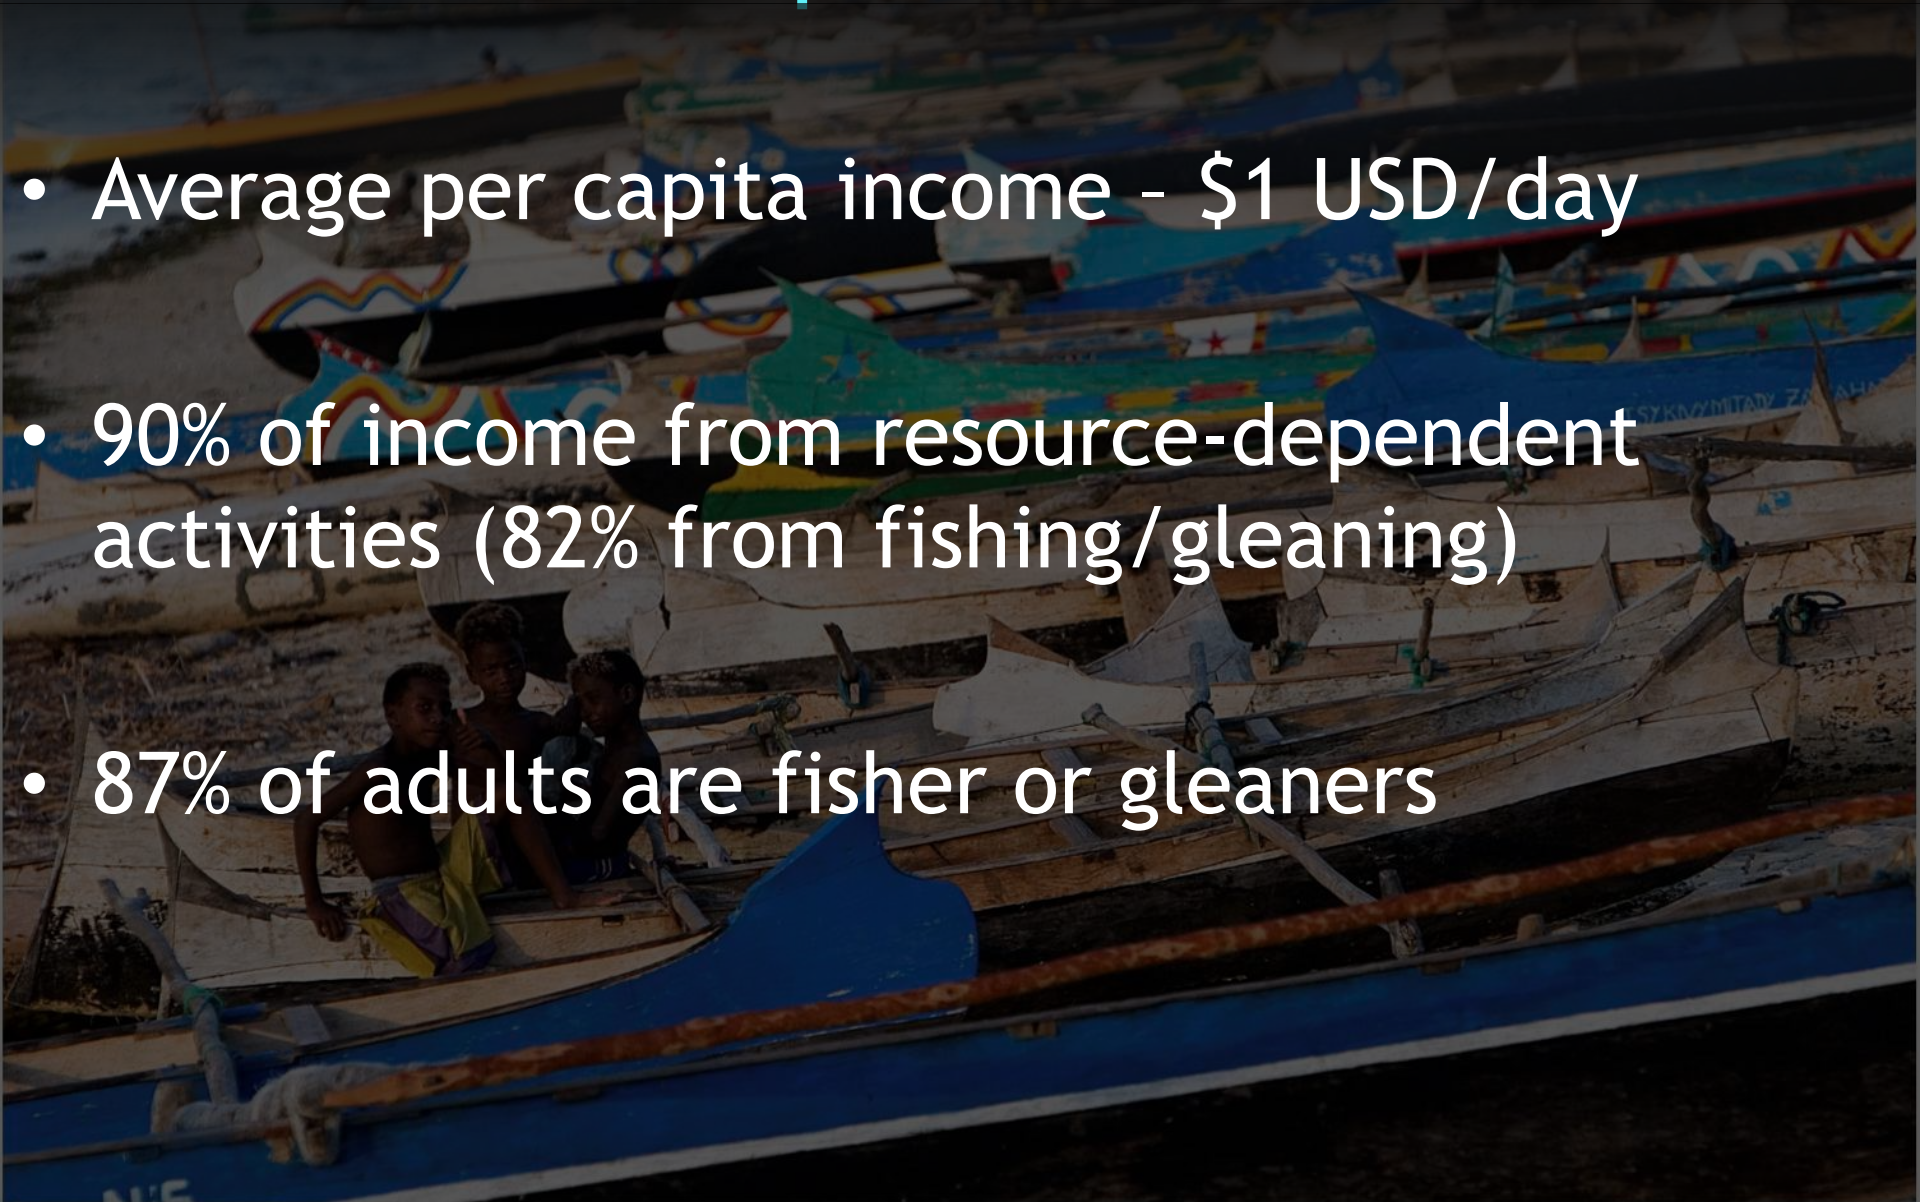 • Average per capita income – $1 USD/day
• 90% of income from resource-dependent
activities (82% from fishing/gleaning)
• 87% of adults are fisher or gleaners